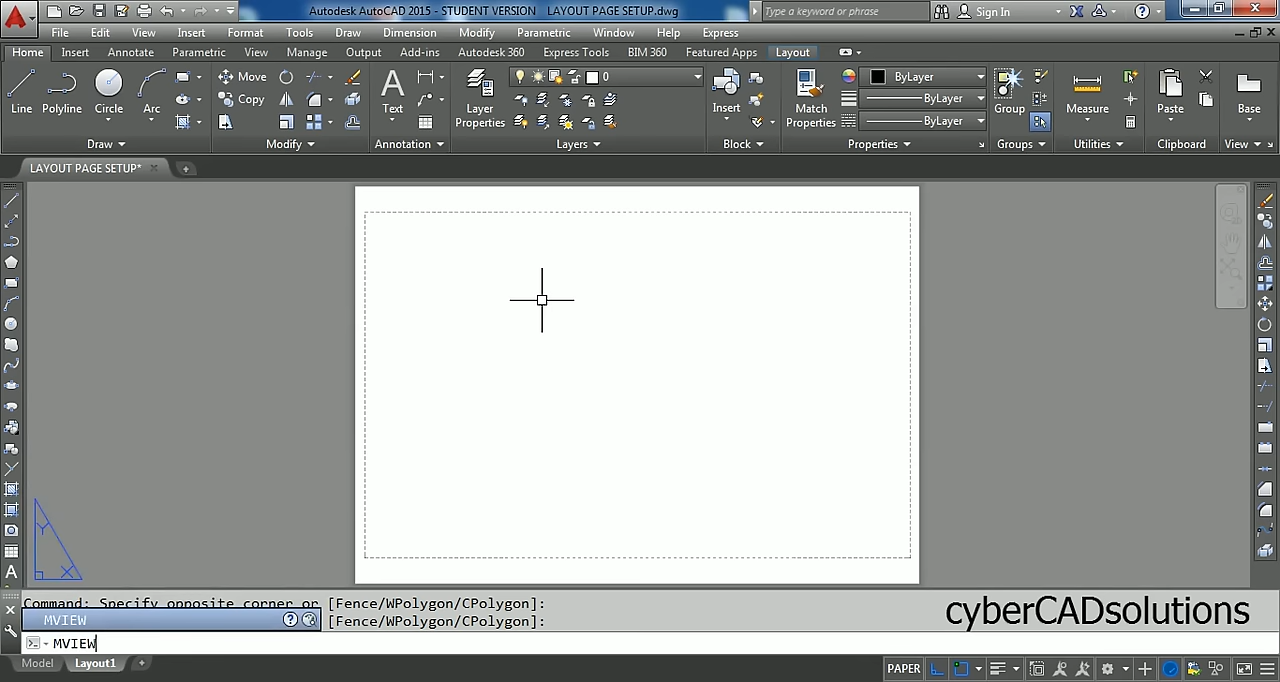 Autodesk AutoCAD 2015 - STUDENT VERSION LAYOUT PAGE SETUP.dwg
Type a keyword or phrase
Sign In
File Edit View Insert Format Tools Draw Dimension Modify Parametric Window Help Express
Home Insert Annotate Parametric View Manage Output Add-ins Autodesk 360 Express Tools BIM 360 Featured Apps Layout
Line Polyline Circle Arc
Move
Copy
Text
Layer Properties
0
Insert
Match Properties
ByLayer
ByLayer
ByLayer
Group
Measure
Paste
Base
Draw Modify Annotation Layers Block Properties Groups Utilities Clipboard View
LAYOUT PAGE SETUP*
Y
X
A
Command: Specify opposite corner or [Fence/WPolygon/CPolygon]:
MVIEW
[Fence/WPolygon/CPolygon]:
MVIEW
cyberCADsolutions
Model Layout1
PAPER